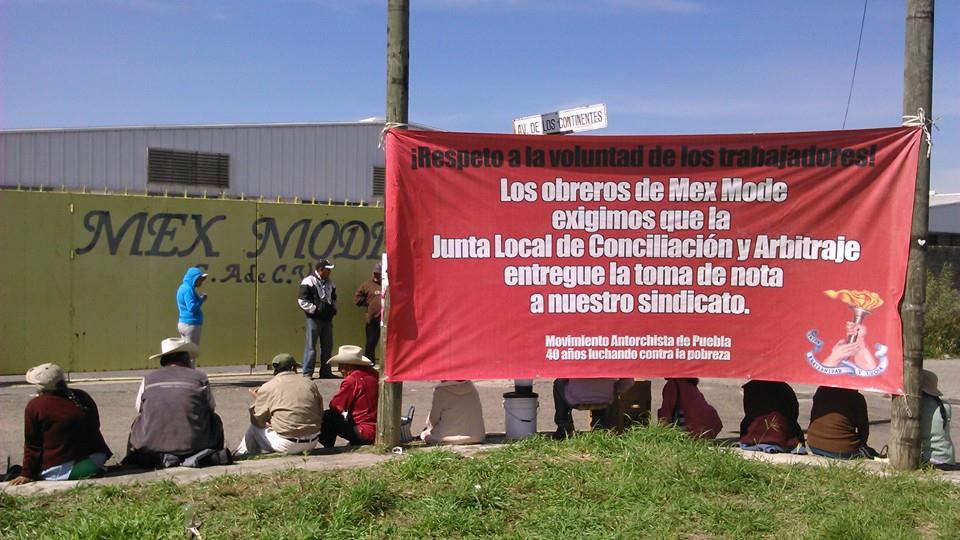 AV. DE LOS CONTINENTES
MEX MODE
S.A de C.V
¡Respeto a la voluntad de los trabajadores!
Los obreros de Mex Mode
exigimos que la
Junta Local de Conciliación y Arbitraje
entregue la toma de nota
a nuestro sindicato.
Movimiento Antorchista de Puebla
40 años luchando contra la pobreza
Y LUCHA